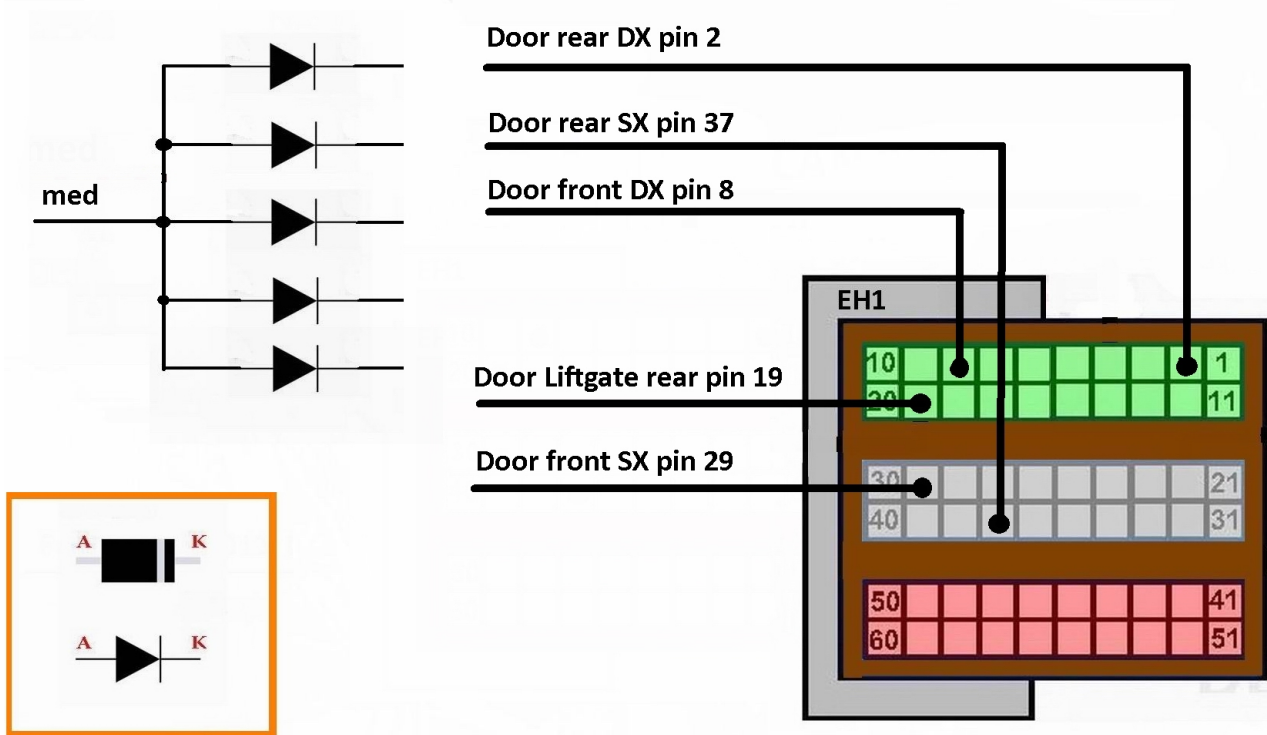 Door rear DX pin 2
Door rear SX pin 37
Door front DX pin 8
med
EH1
10 1
20 11
Door Liftgate rear pin 19
Door front SX pin 29
30 21
40 31
50 41
60 51
A K
A K